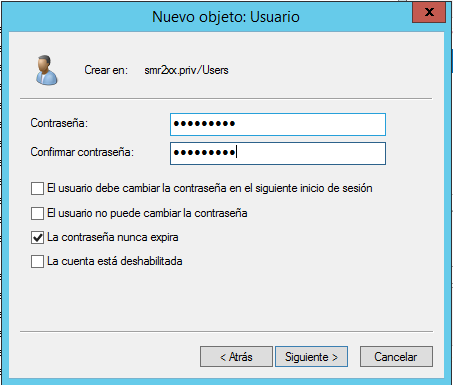 Nuevo objeto: Usuario
x
Crear en: smr2xx.priv/Users
Contraseña: ●●●●●●●●●
Confirmar contraseña: ●●●●●●●●●
El usuario debe cambiar la contraseña en el siguiente inicio de sesión
El usuario no puede cambiar la contraseña
La contraseña nunca expira
La cuenta está deshabilitada
< Atrás Siguiente > Cancelar